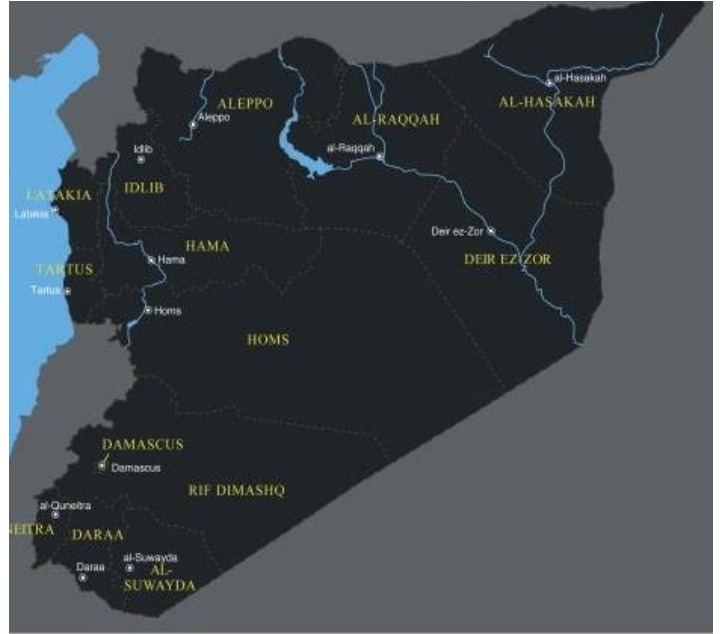 al-Hasakah
AL-HASAKAH
ALEPPO
Aleppo
AL-RAQQAH
al-Raqqah
Idlib
IDLIB
LATAKIA
Latakia
Deir ez-Zor
DEIR EZ-ZOR
HAMA
Hama
TARTUS
Tartus
Homs
HOMS
DAMASCUS
Damascus
RIF DIMASHQ
al-Quneitra
NEITRA
DARAA
Daraa
al-Suwayda
AL-
SUWAYDA